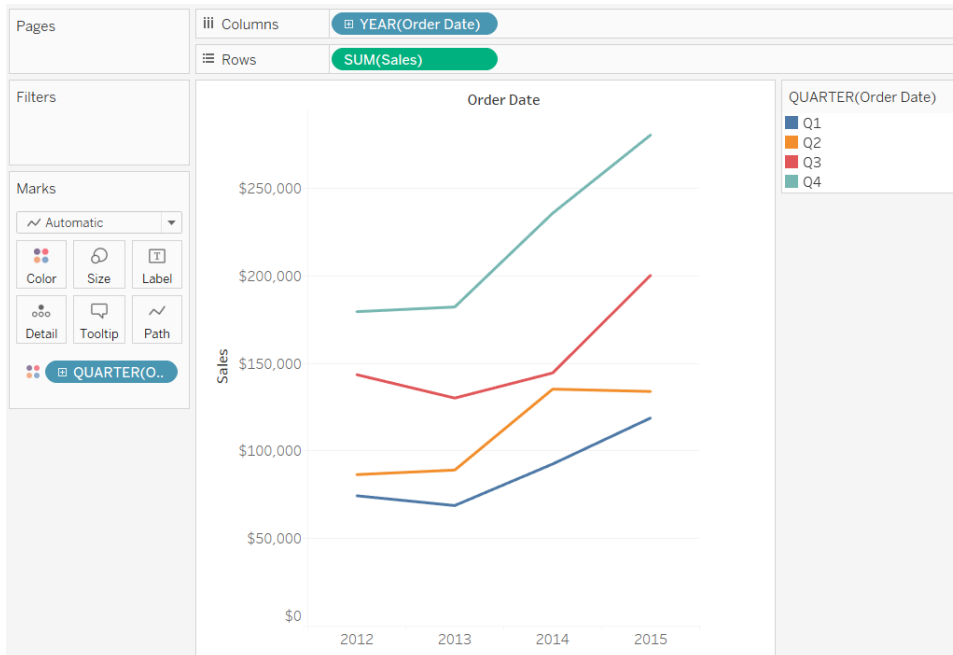 Pages
Columns
YEAR(Order Date)
Rows
SUM(Sales)
Filters
Marks
Automatic
Color
Size
Label
Detail
Tooltip
Path
QUARTER(O..
Order Date
Sales
$250,000
$200,000
$150,000
$100,000
$50,000
$0
2012 2013 2014 2015
QUARTER(Order Date)
Q1
Q2
Q3
Q4